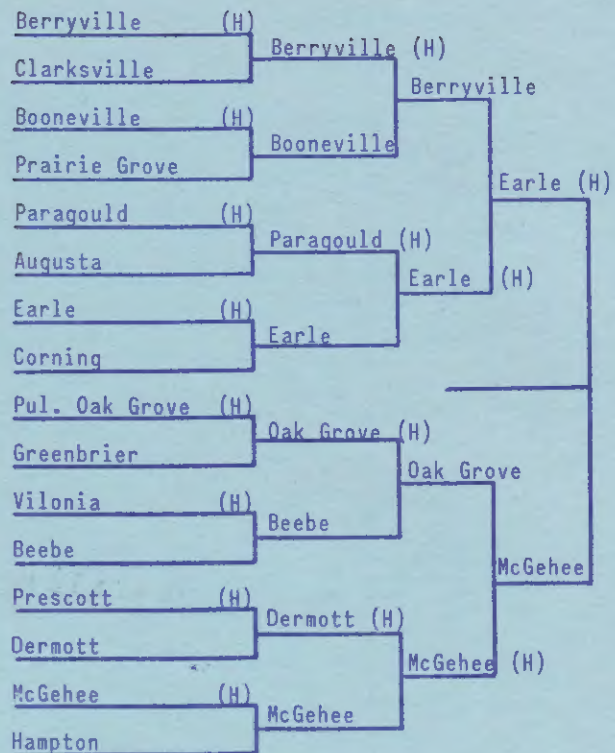 Berryville (H)
Clarksville
Booneville (H)
Prairie Grove
Paragould (H)
Augusta
Earle (H)
Corning
Pul. Oak Grove (H)
Greenbrier
Vilonia (H)
Beebe
Prescott (H)
Dermott
McGehee (H)
Hampton
Berryville (H)
Booneville
Paragould (H)
Earle
Oak Grove (H)
Beebe
Dermott (H)
McGehee
Berryville
Earle (H)
Oak Grove
McGehee (H)
Earle (H)
McGehee